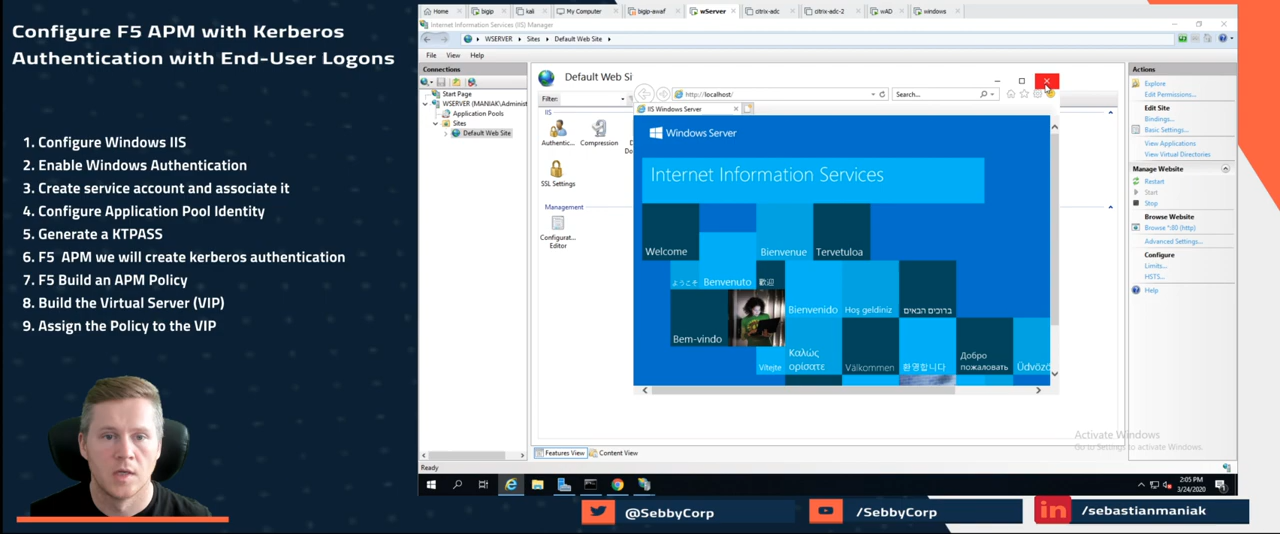 Configure F5 APM with Kerberos
Authentication with End-User Logons
1. Configure Windows IIS
2. Enable Windows Authentication
3. Create service account and associate it
4. Configure Application Pool Identity
5. Generate a KTPASS
6. F5 APM we will create kerberos authentication
7. F5 Build an APM Policy
8. Build the Virtual Server (VIP)
9. Assign the Policy to the VIP
Home
bigip
kali
My Computer
bigip-awaf
wServer
citrix-adc
citrix-adc-2
wAD
windows
Internet Information Services (IIS) Manager
WSERVER
Sites
Default Web Site
File
View
Help
Connections
Start Page
WSERVER (MANIAK\Administ
Application Pools
Sites
Default Web Site
Default Web Si
Filter:
IIS
Authentic...
Compression
SSL Settings
Management
Configurat...
Editor
http://localhost/
Search...
IIS Windows Server
Windows Server
Internet Information Services
Welcome
Bienvenue
Tervetuloa
ようこそ
Benvenuto
歡迎
Bem-vindo
Bienvenido
Hoş geldiniz
ברוכים הבאים
Vítejte
Καλώς
ορίσατε
Välkommen
환영합니다
Добро
пожаловать
Üdvözö
Actions
Explore
Edit Permissions...
Edit Site
Bindings...
Basic Settings...
View Applications
View Virtual Directories
Manage Website
Restart
Start
Stop
Browse Website
Browse *:80 (http)
Advanced Settings...
Configure
Limits...
HSTS...
Help
Activate Windows
Go to Settings to activate Windows.
Features View
Content View
Ready
2:05 PM
3/24/2020
@SebbyCorp
/SebbyCorp
/sebastianmaniak